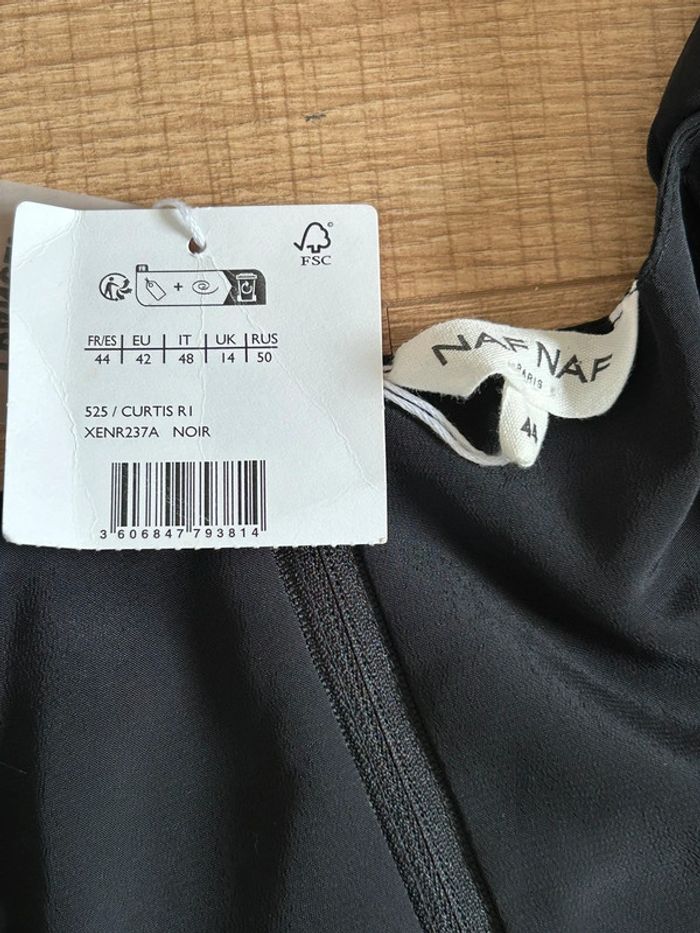 FSC
FR
+
FR/ES | EU | IT | UK | RUS
44 | 42 | 48 | 14 | 50
525 / CURTIS R1
XENR237A NOIR
3 606847 793814
NAF NAF
PARIS
44